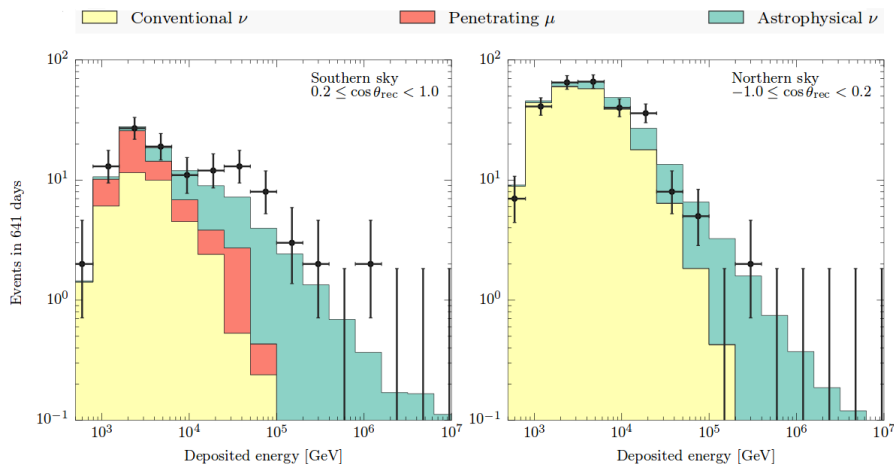 Conventional ν Penetrating μ Astrophysical ν
Southern sky
0.2 ≤ cos θrec < 1.0
Northern sky
−1.0 ≤ cos θrec < 0.2
Events in 641 days
10² 10¹ 10⁰ 10⁻¹
10³ 10⁴ 10⁵ 10⁶ 10⁷
Deposited energy [GeV]
10² 10¹ 10⁰ 10⁻¹
10³ 10⁴ 10⁵ 10⁶ 10⁷
Deposited energy [GeV]